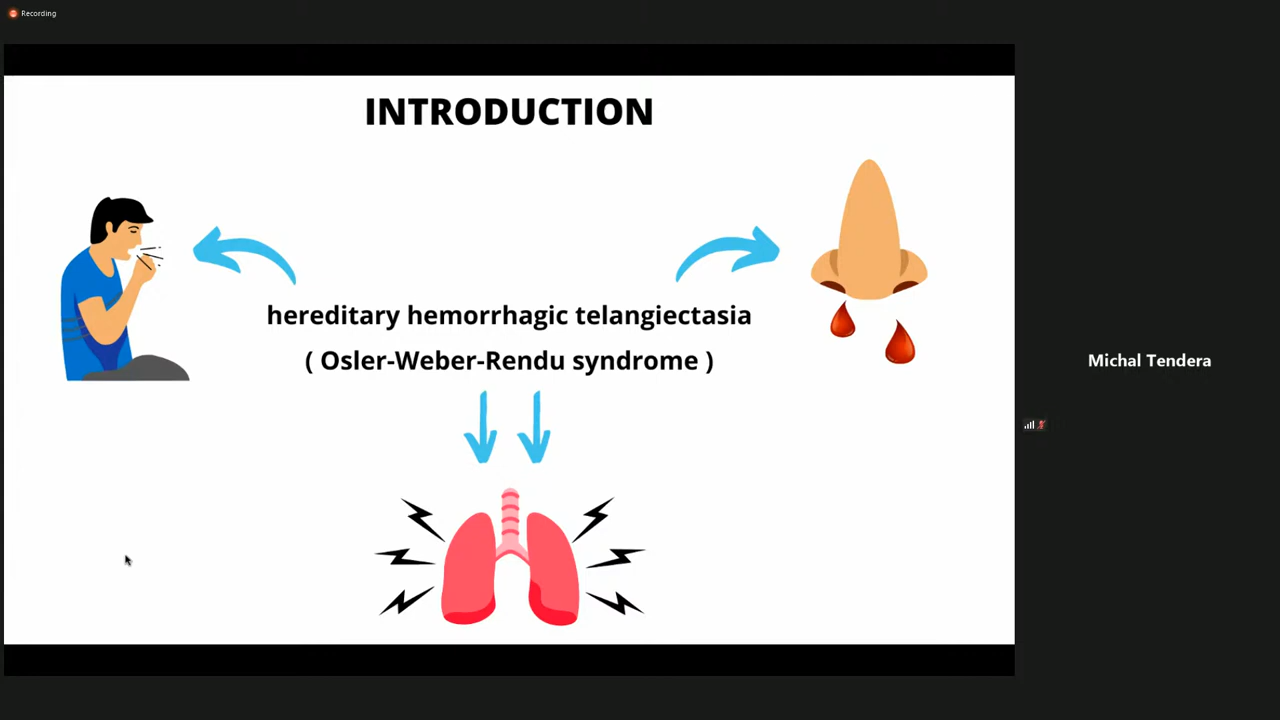 Recording
INTRODUCTION
hereditary hemorrhagic telangiectasia
( Osler-Weber-Rendu syndrome )
Michal Tendera